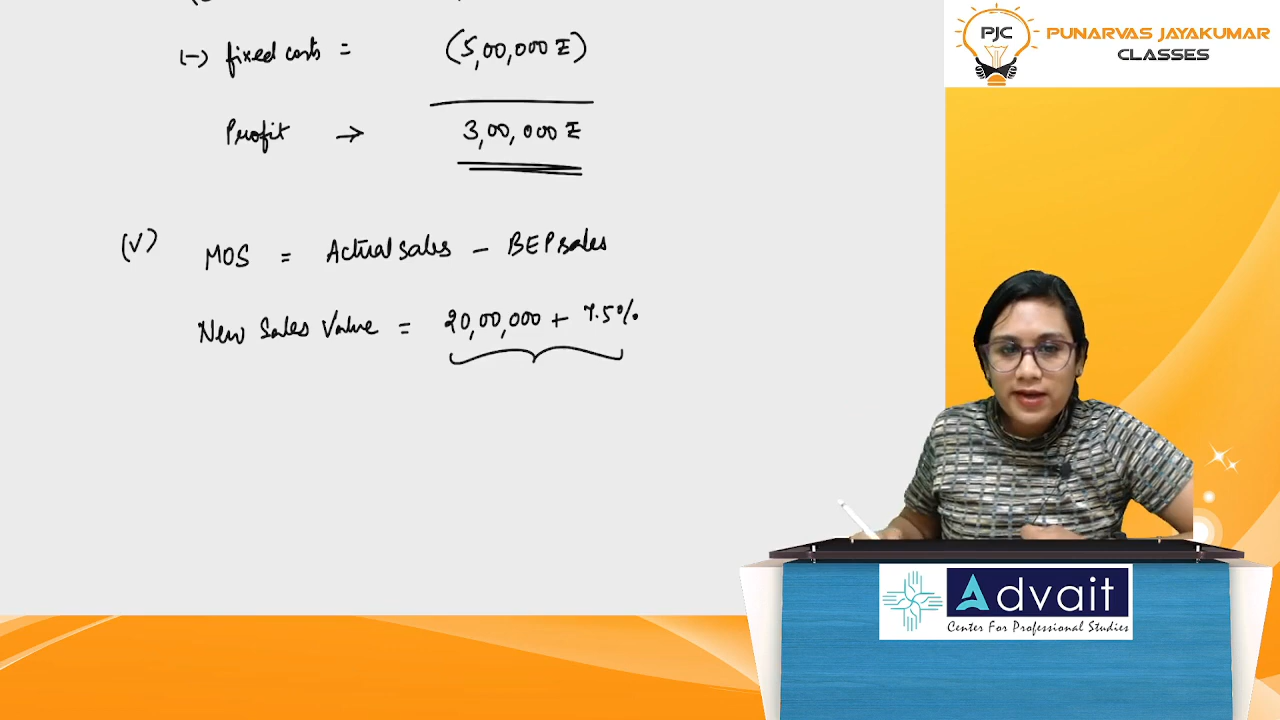 (-) fixed costs = (5,00,000 ₹)
Profit → 3,00,000 ₹
(V) MOS = Actual sales - BEP sales
New Sales Value = 20,00,000 + 7.5%
PJC
PUNARVAS JAYAKUMAR
CLASSES
Advait
Center For Professional Studies